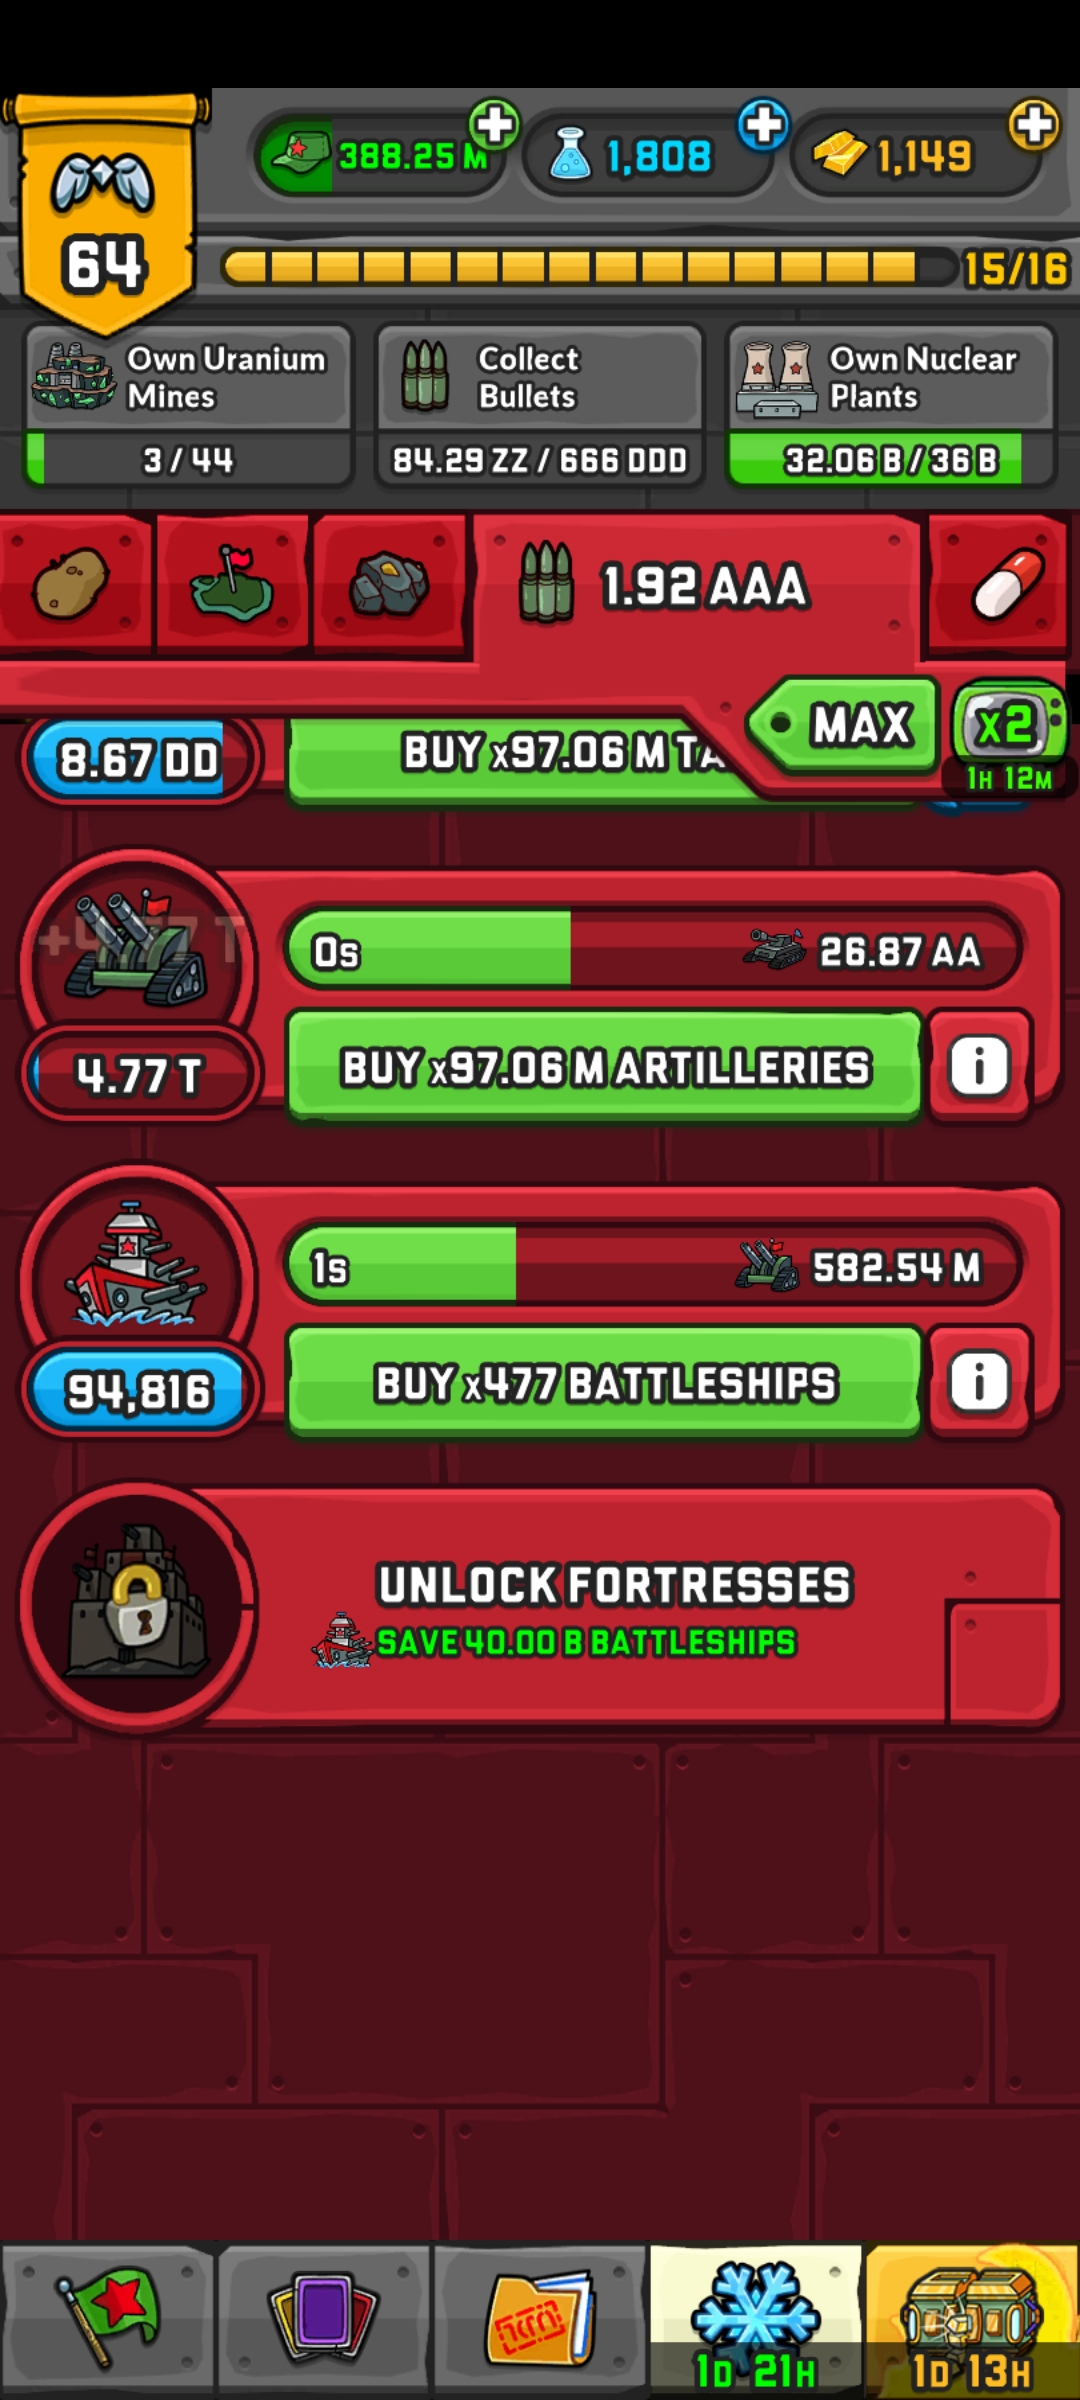 388.25 M
1,808
1,149
64
15/16
Own Uranium
Mines
3 / 44
Collect
Bullets
84.29 ZZ / 666 DDD
Own Nuclear
Plants
32.06 B / 36 B
1.92 AAA
MAX
x2
1H 12M
8.67 DD
BUY x97.06 M TA
0s
26.87 AA
4.77 T
BUY x97.06 M ARTILLERIES
i
1s
582.54 M
94,816
BUY x477 BATTLESHIPS
i
UNLOCK FORTRESSES
SAVE 40.00 B BATTLESHIPS
1D 21H
1D 13H